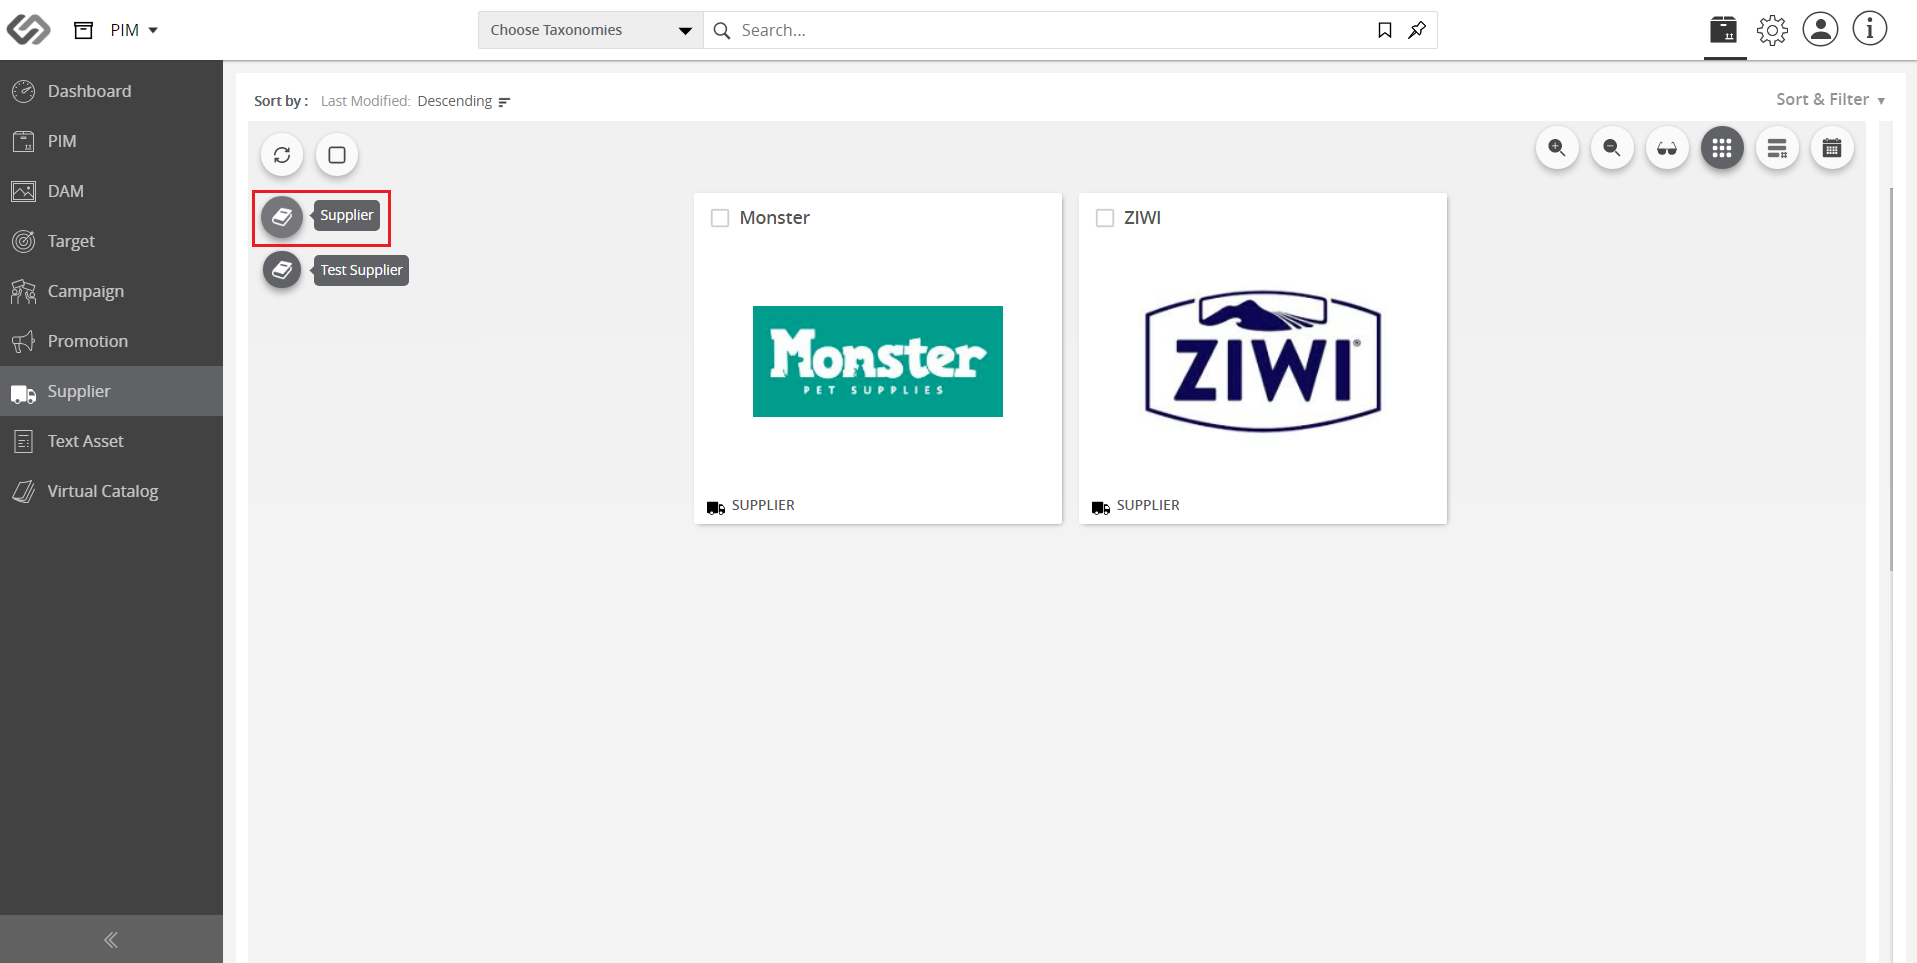 PIM
Choose Taxonomies
Search...
Dashboard
PIM
DAM
Target
Campaign
Promotion
Supplier
Text Asset
Virtual Catalog
Sort by : Last Modified: Descending
Sort & Filter
Supplier
Test Supplier
Monster
Monster
PET SUPPLIES
SUPPLIER
ZIWI
ZIWI®
SUPPLIER